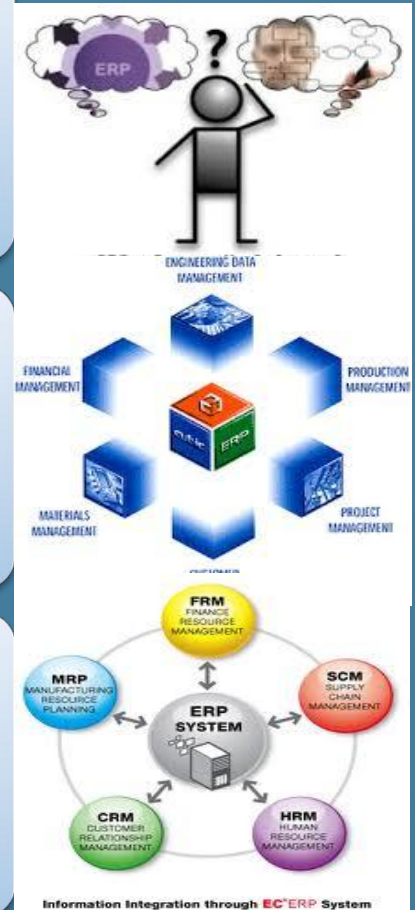 ERP
?
ENGINEERING DATA
MANAGEMENT
FINANCIAL
MANAGEMENT
PRODUCTION
MANAGEMENT
cubic
ERP
MATERIALS
MANAGEMENT
PROJECT
MANAGEMENT
CUSTOMER
FRM
FINANCE
RESOURCE
MANAGEMENT
MRP
MANUFACTURING
RESOURCE
PLANNING
SCM
SUPPLY
CHAIN
MANAGEMENT
ERP
SYSTEM
CRM
CUSTOMER
RELATIONSHIP
MANAGEMENT
HRM
HUMAN
RESOURCE
MANAGEMENT
Information Integration through EC*ERP System